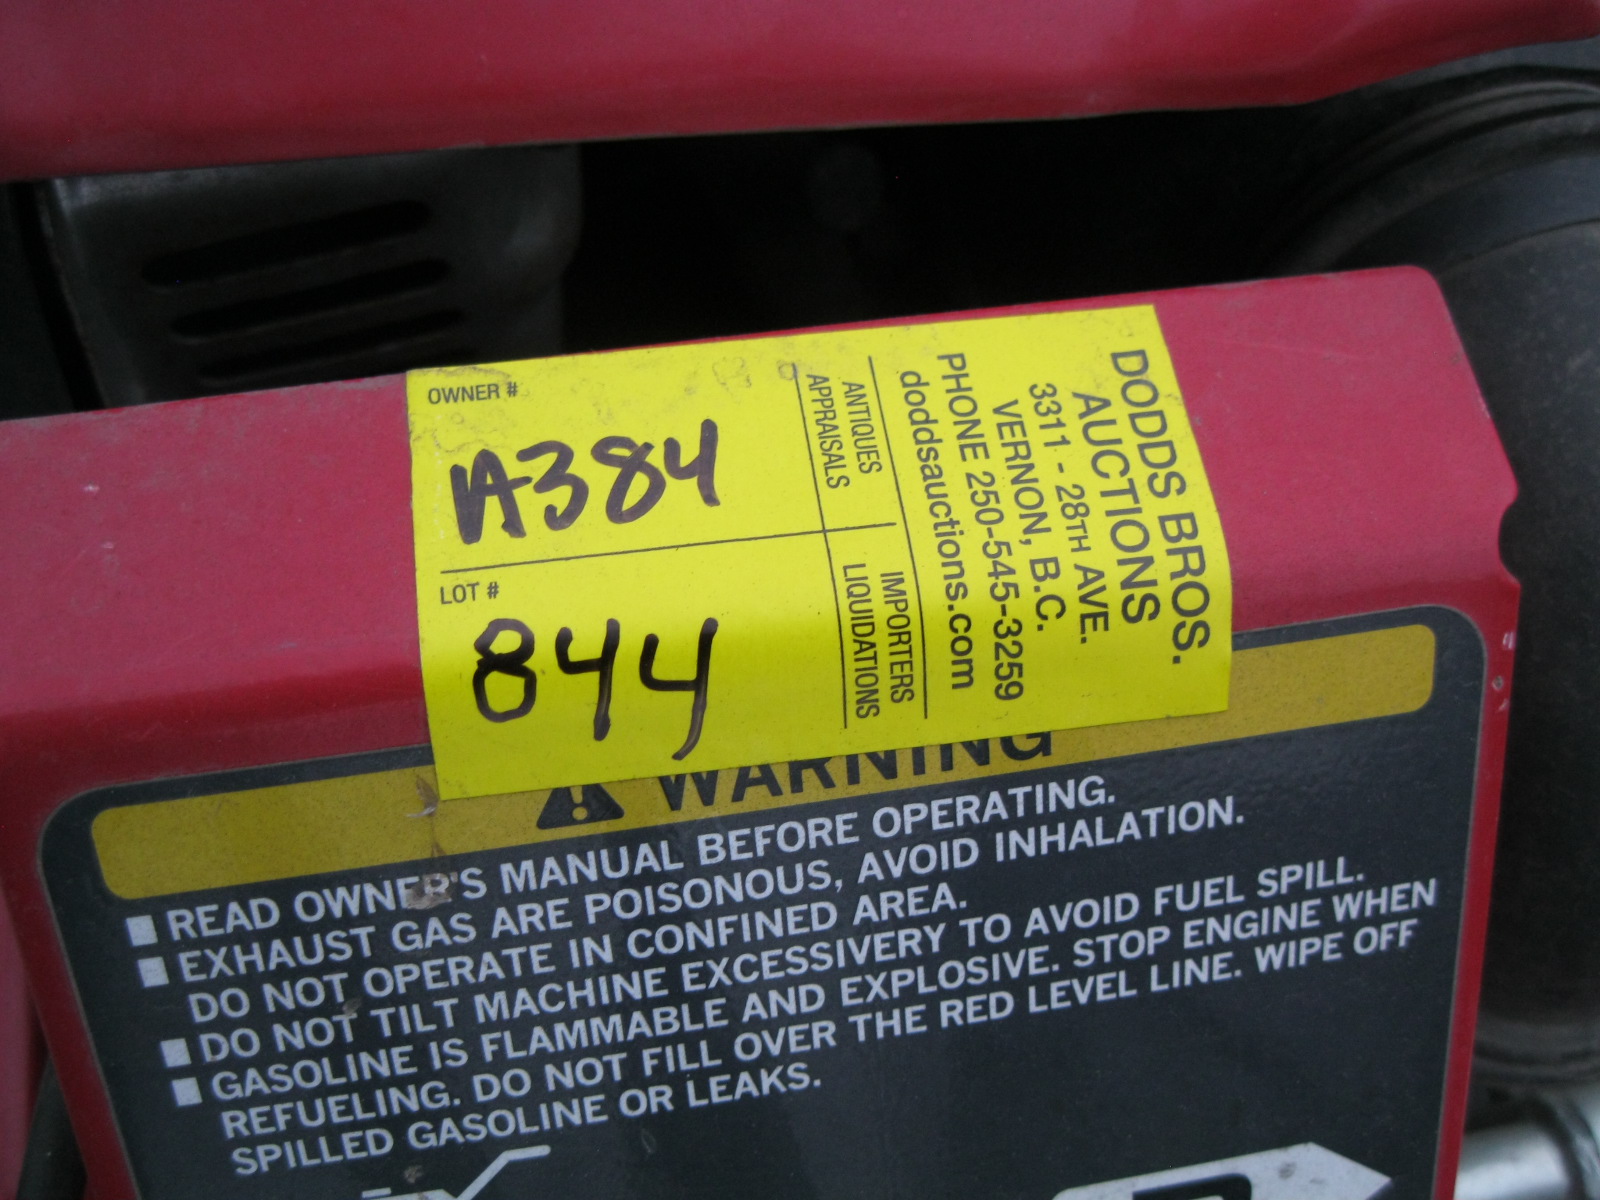 OWNER #
A384
LOT #
844
ANTIQUES
APPRAISALS
IMPORTERS
LIQUIDATIONS
DODDS BROS.
AUCTIONS
3311 - 28TH AVE.
VERNON, B.C.
PHONE 250-545-3259
doddsauctions.com
WARNING
■ READ OWNER'S MANUAL BEFORE OPERATING.
■ EXHAUST GAS ARE POISONOUS, AVOID INHALATION.
DO NOT OPERATE IN CONFINED AREA.
■ DO NOT TILT MACHINE EXCESSIVERY TO AVOID FUEL SPILL.
■ GASOLINE IS FLAMMABLE AND EXPLOSIVE. STOP ENGINE WHEN
REFUELING. DO NOT FILL OVER THE RED LEVEL LINE. WIPE OFF
SPILLED GASOLINE OR LEAKS.